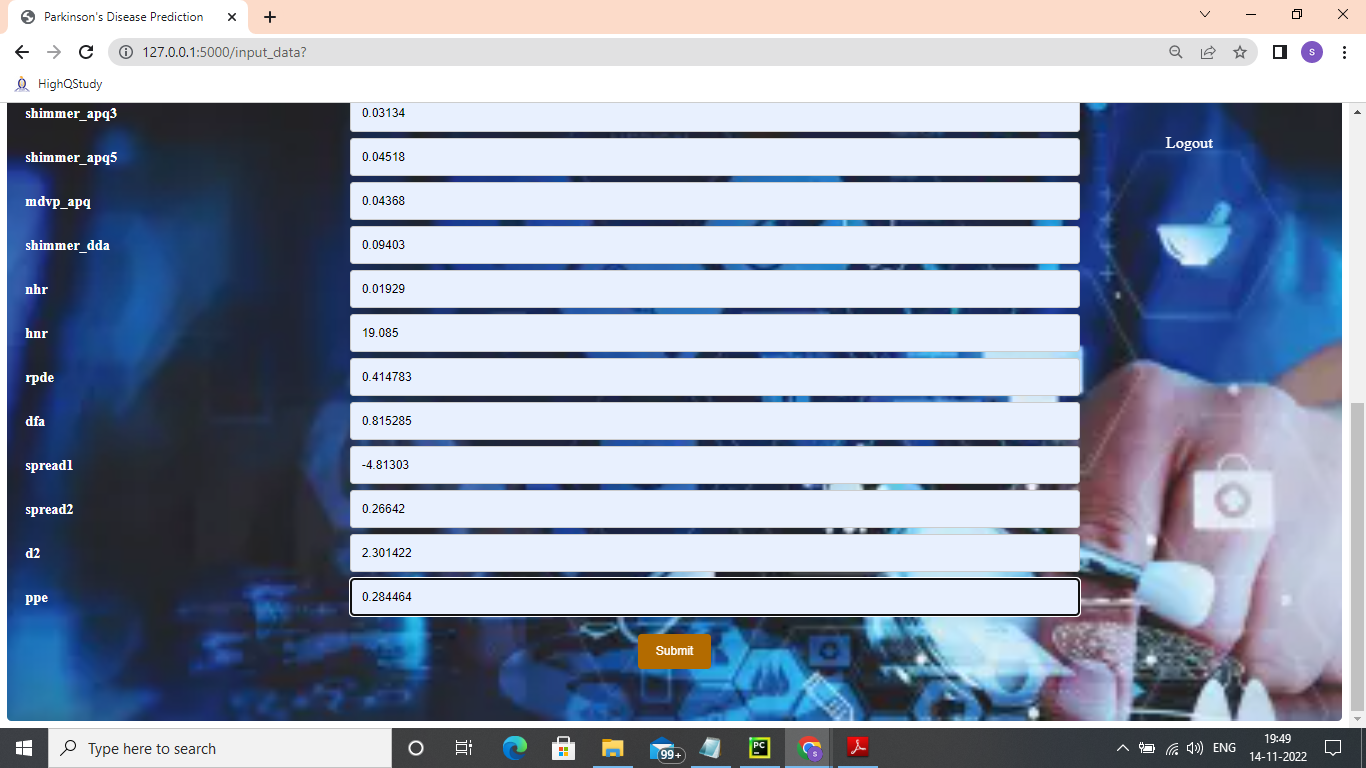 Parkinson's Disease Prediction
127.0.0.1:5000/input_data?
S
HighQStudy
shimmer_apq3 0.03134
Logout
shimmer_apq5 0.04518
mdvp_apq 0.04368
shimmer_dda 0.09403
nhr 0.01929
hnr 19.085
rpde 0.414783
dfa 0.815285
spread1 -4.81303
spread2 0.26642
d2 2.301422
ppe 0.284464
Submit
Type here to search
99+
PC
S
ENG
19:49
14-11-2022